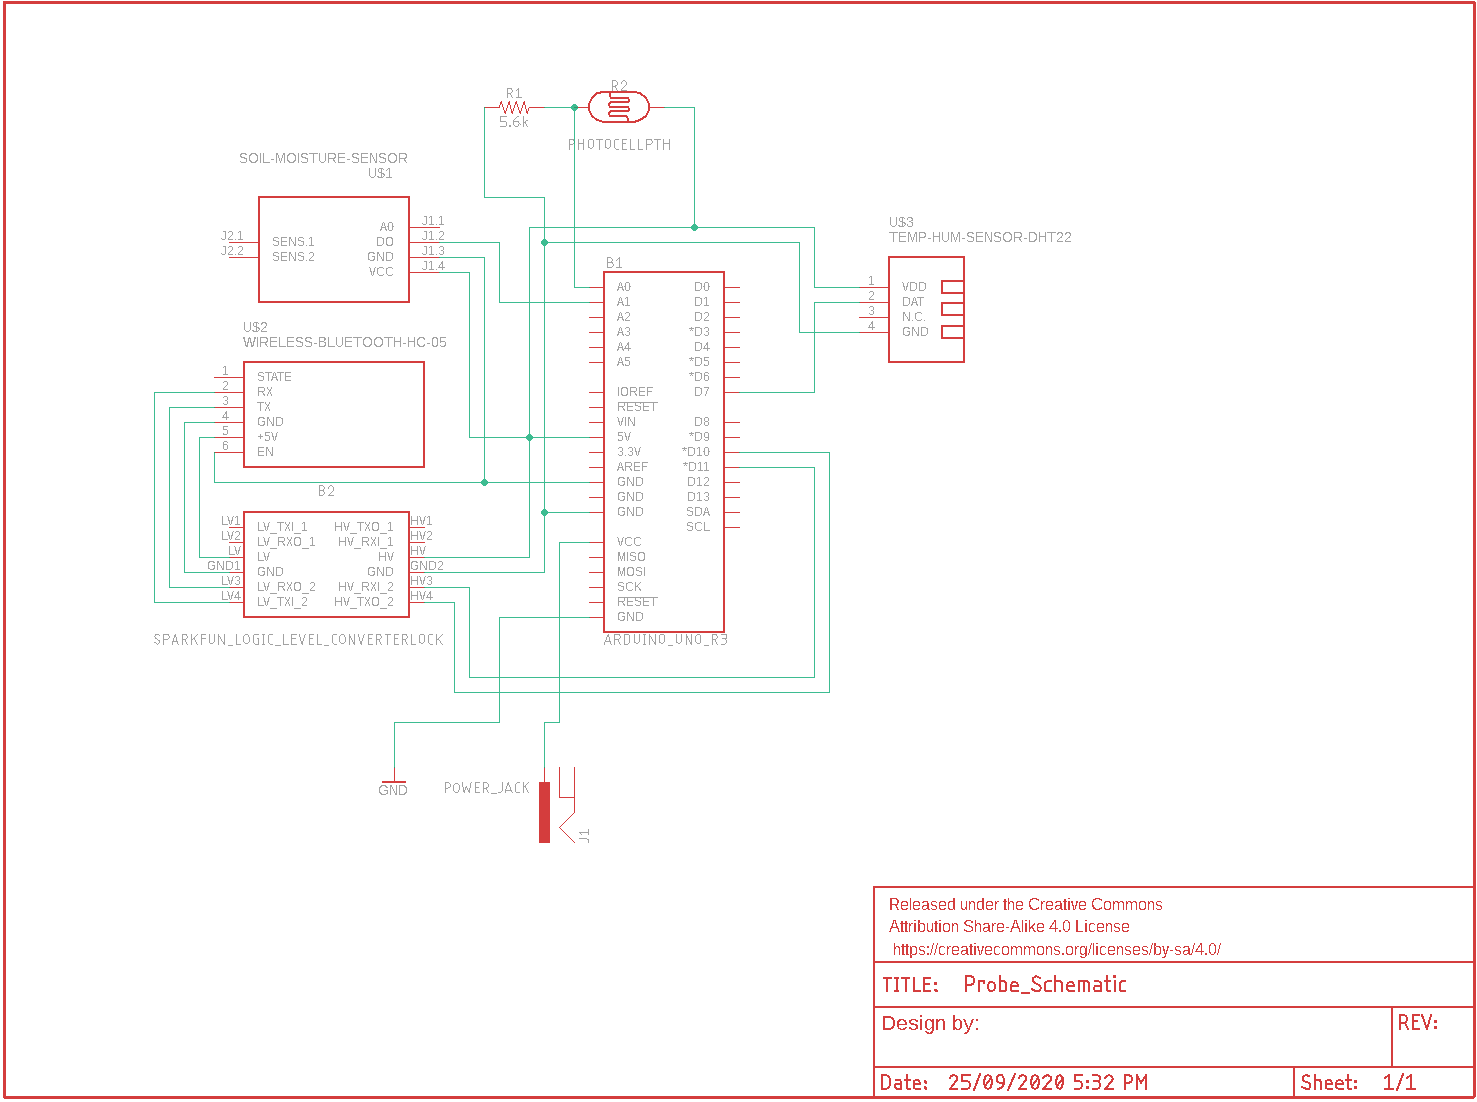 R1
5.6k
R2
PHOTOCELLPTH
SOIL-MOISTURE-SENSOR
U$1
J2.1
J2.2
SENS.1
SENS.2
A0
DO
GND
VCC
J1.1
J1.2
J1.3
J1.4
U$3
TEMP-HUM-SENSOR-DHT22
1
2
3
4
VDD
DAT
N.C.
GND
B1
A0
A1
A2
A3
A4
A5
IOREF
RESET
VIN
5V
3.3V
AREF
GND
GND
GND
VCC
MISO
MOSI
SCK
RESET
GND
D0
D1
D2
*D3
D4
*D5
*D6
D7
D8
*D9
*D10
*D11
D12
D13
SDA
SCL
ARDUINO_UNO_R3
U$2
WIRELESS-BLUETOOTH-HC-05
1
2
3
4
5
6
STATE
RX
TX
GND
+5V
EN
B2
LV1
LV2
LV
GND1
LV3
LV4
LV_TXI_1
LV_RXO_1
LV
GND
LV_RXO_2
LV_TXI_2
HV_TXO_1
HV_RXI_1
HV
GND
HV_RXI_2
HV_TXO_2
HV1
HV2
HV
GND2
HV3
HV4
SPARKFUN_LOGIC_LEVEL_CONVERTERLOCK
GND
POWER_JACK
J1
Released under the Creative Commons
Attribution Share-Alike 4.0 License
https://creativecommons.org/licenses/by-sa/4.0/
TITLE: Probe_Schematic
Design by:
REV:
Date: 25/09/2020 5:32 PM
Sheet: 1/1